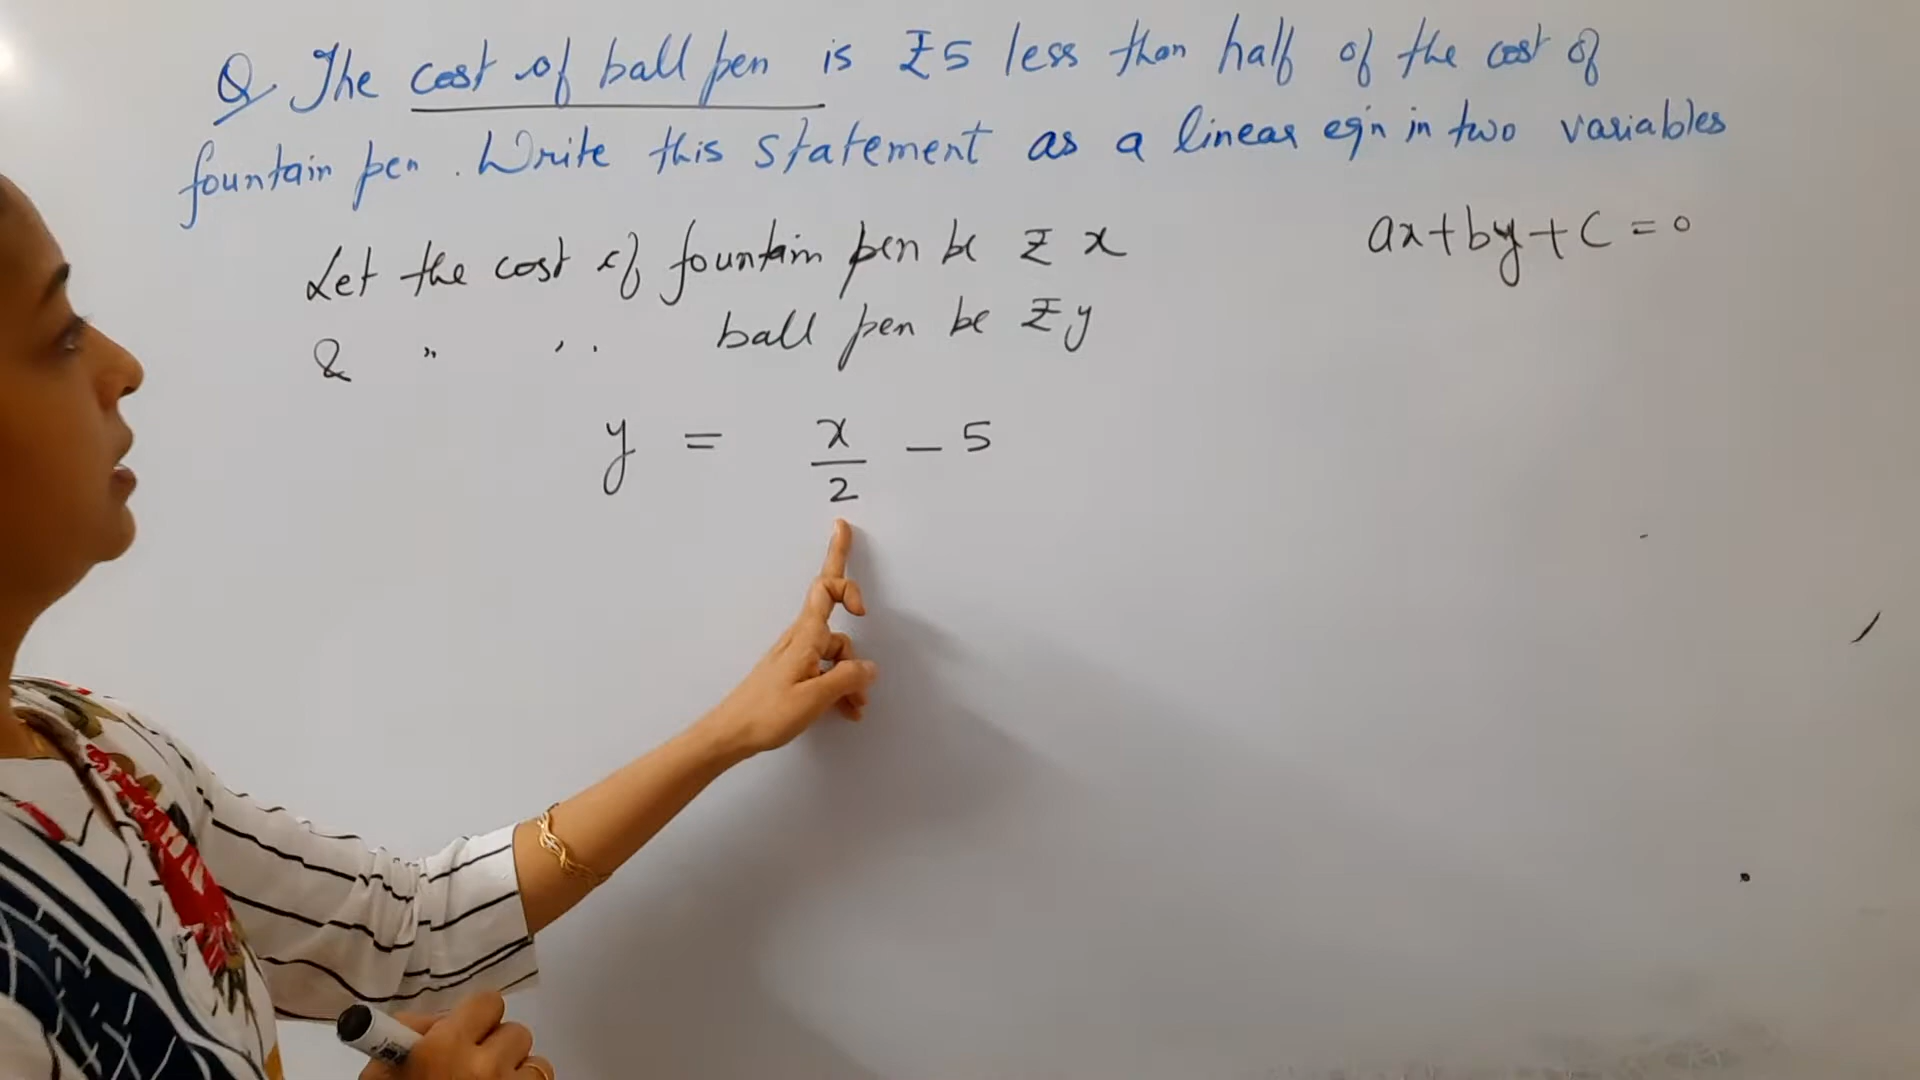 Q The cost of ball pen is ₹5 less than half of the cost of
fountain pen. Write this statement as a linear eqn in two variables
Let the cost of fountain pen be ₹ x
ax+by+c=0
& " " ball pen be ₹y
y = x/2 - 5